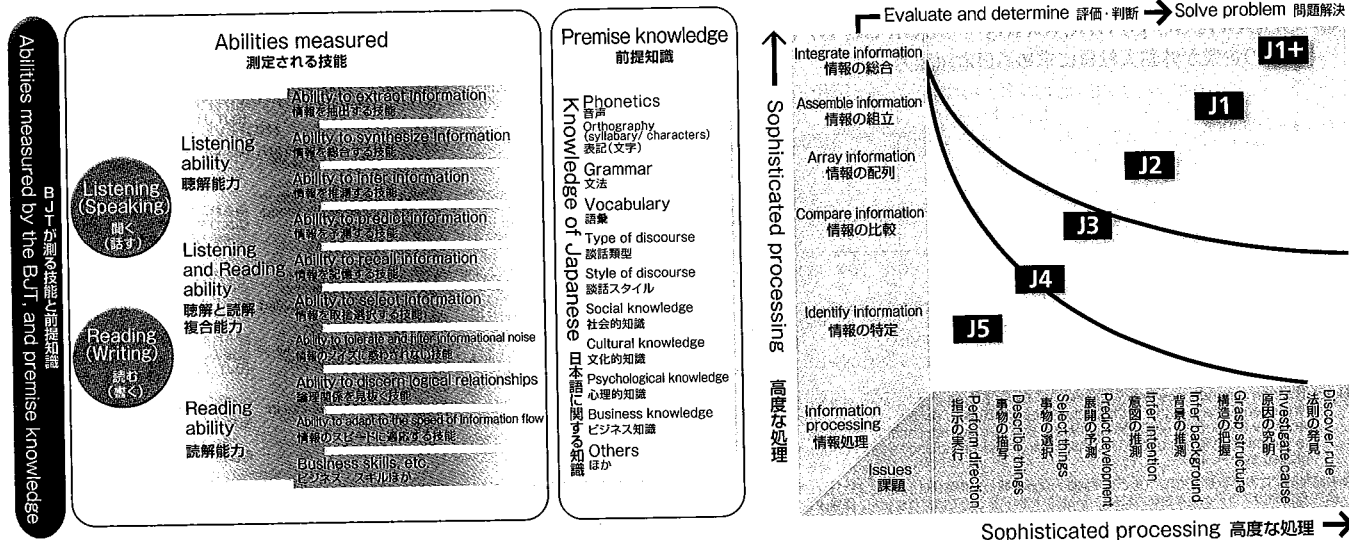 Abilities measured by the BJT, and premise knowledge
BJTが測る技能と前提知識
Abilities measured
測定される技能
Listening
(Speaking)
聞く
(話す)
Reading
(Writing)
読む
(書く)
Listening
ability
聴解能力
Listening
and Reading
ability
聴解と読解
複合能力
Reading
ability
読解能力
Ability to extract information
情報を抽出する技能
Ability to synthesize information
情報を総合する技能
Ability to infer information
情報を推測する技能
Ability to predict information
情報を予測する技能
Ability to recall information
情報を記憶する技能
Ability to select information
情報を取捨選択する技能
Ability to tolerate and filter informational noise
情報のノイズに惑わされない技能
Ability to discern logical relationships
論理関係を見抜く技能
Ability to adapt to the speed of information flow
情報のスピードに適応する技能
Business skills, etc.
ビジネス・スキルほか
Premise knowledge
前提知識
Knowledge of Japanese 日本語に関する知識
Phonetics
音声
Orthography
(syllabary/ characters)
表記(文字)
Grammar
文法
Vocabulary
語彙
Type of discourse
談話類型
Style of discourse
談話スタイル
Social knowledge
社会的知識
Cultural knowledge
文化的知識
Psychological knowledge
心理的知識
Business knowledge
ビジネス知識
Others
ほか
Evaluate and determine 評価・判断 → Solve problem 問題解決
Sophisticated processing 高度な処理
Integrate information
情報の総合
Assemble information
情報の組立
Array information
情報の配列
Compare information
情報の比較
Identify information
情報の特定
Information
processing
情報処理
Issues
課題
J1+
J1
J2
J3
J4
J5
Perform direction
指示の実行
Describe things
事物の描写
Select things
事物の選択
Predict development
展開の予測
Infer intention
意図の推測
Infer background
背景の推測
Grasp structure
構造の把握
Investigate cause
原因の究明
Discover rule
法則の発見
Sophisticated processing 高度な処理 →